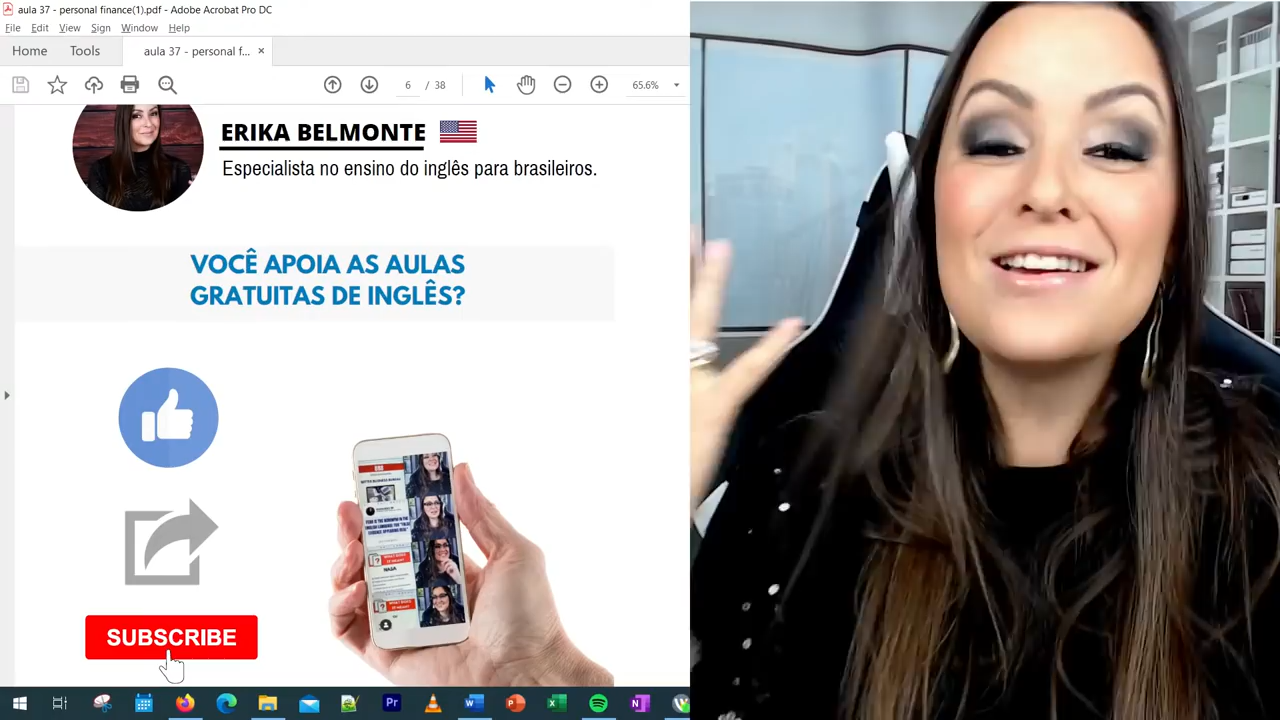 aula 37 - personal finance(1).pdf - Adobe Acrobat Pro DC
File Edit View Sign Window Help
Home Tools aula 37 - personal f... ×
6 / 38 65.6%
ERIKA BELMONTE
Especialista no ensino do inglês para brasileiros.
VOCÊ APOIA AS AULAS
GRATUITAS DE INGLÊS?
NASA
SUBSCRIBE